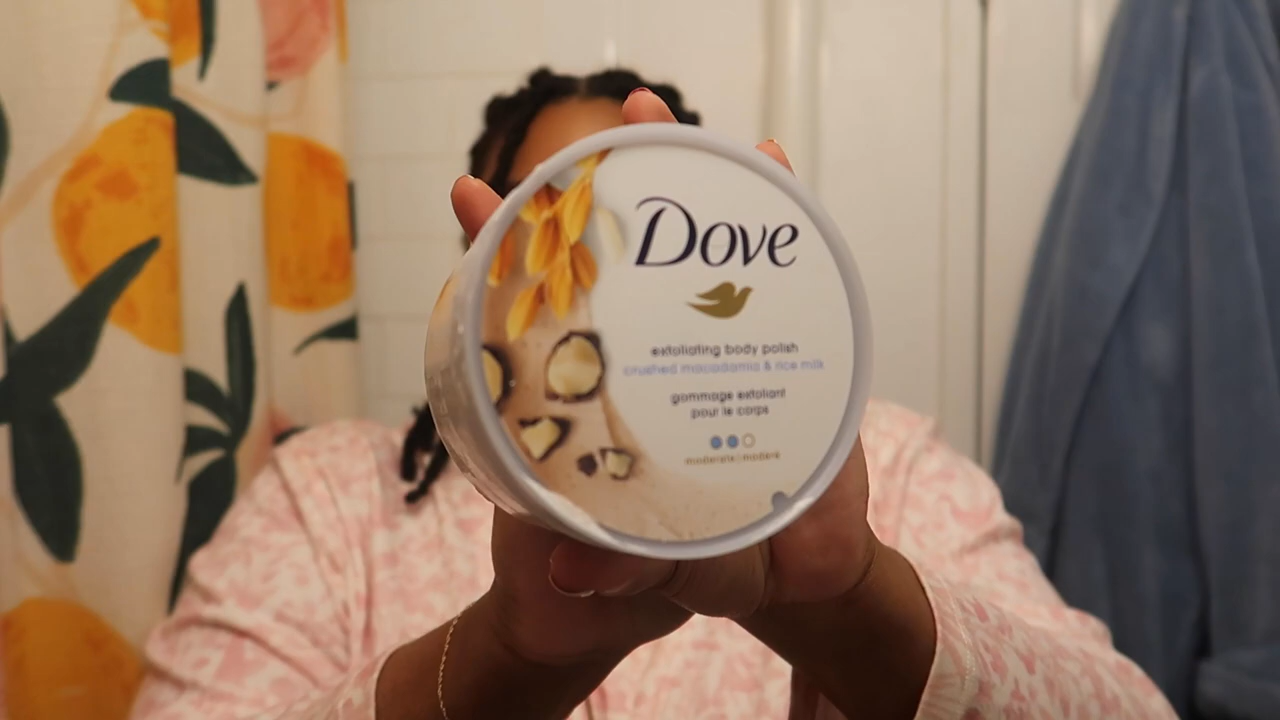 Dove
exfoliating body polish
crushed macadamia & rice milk
gommage exfoliant
pour le corps
moderate | modéré